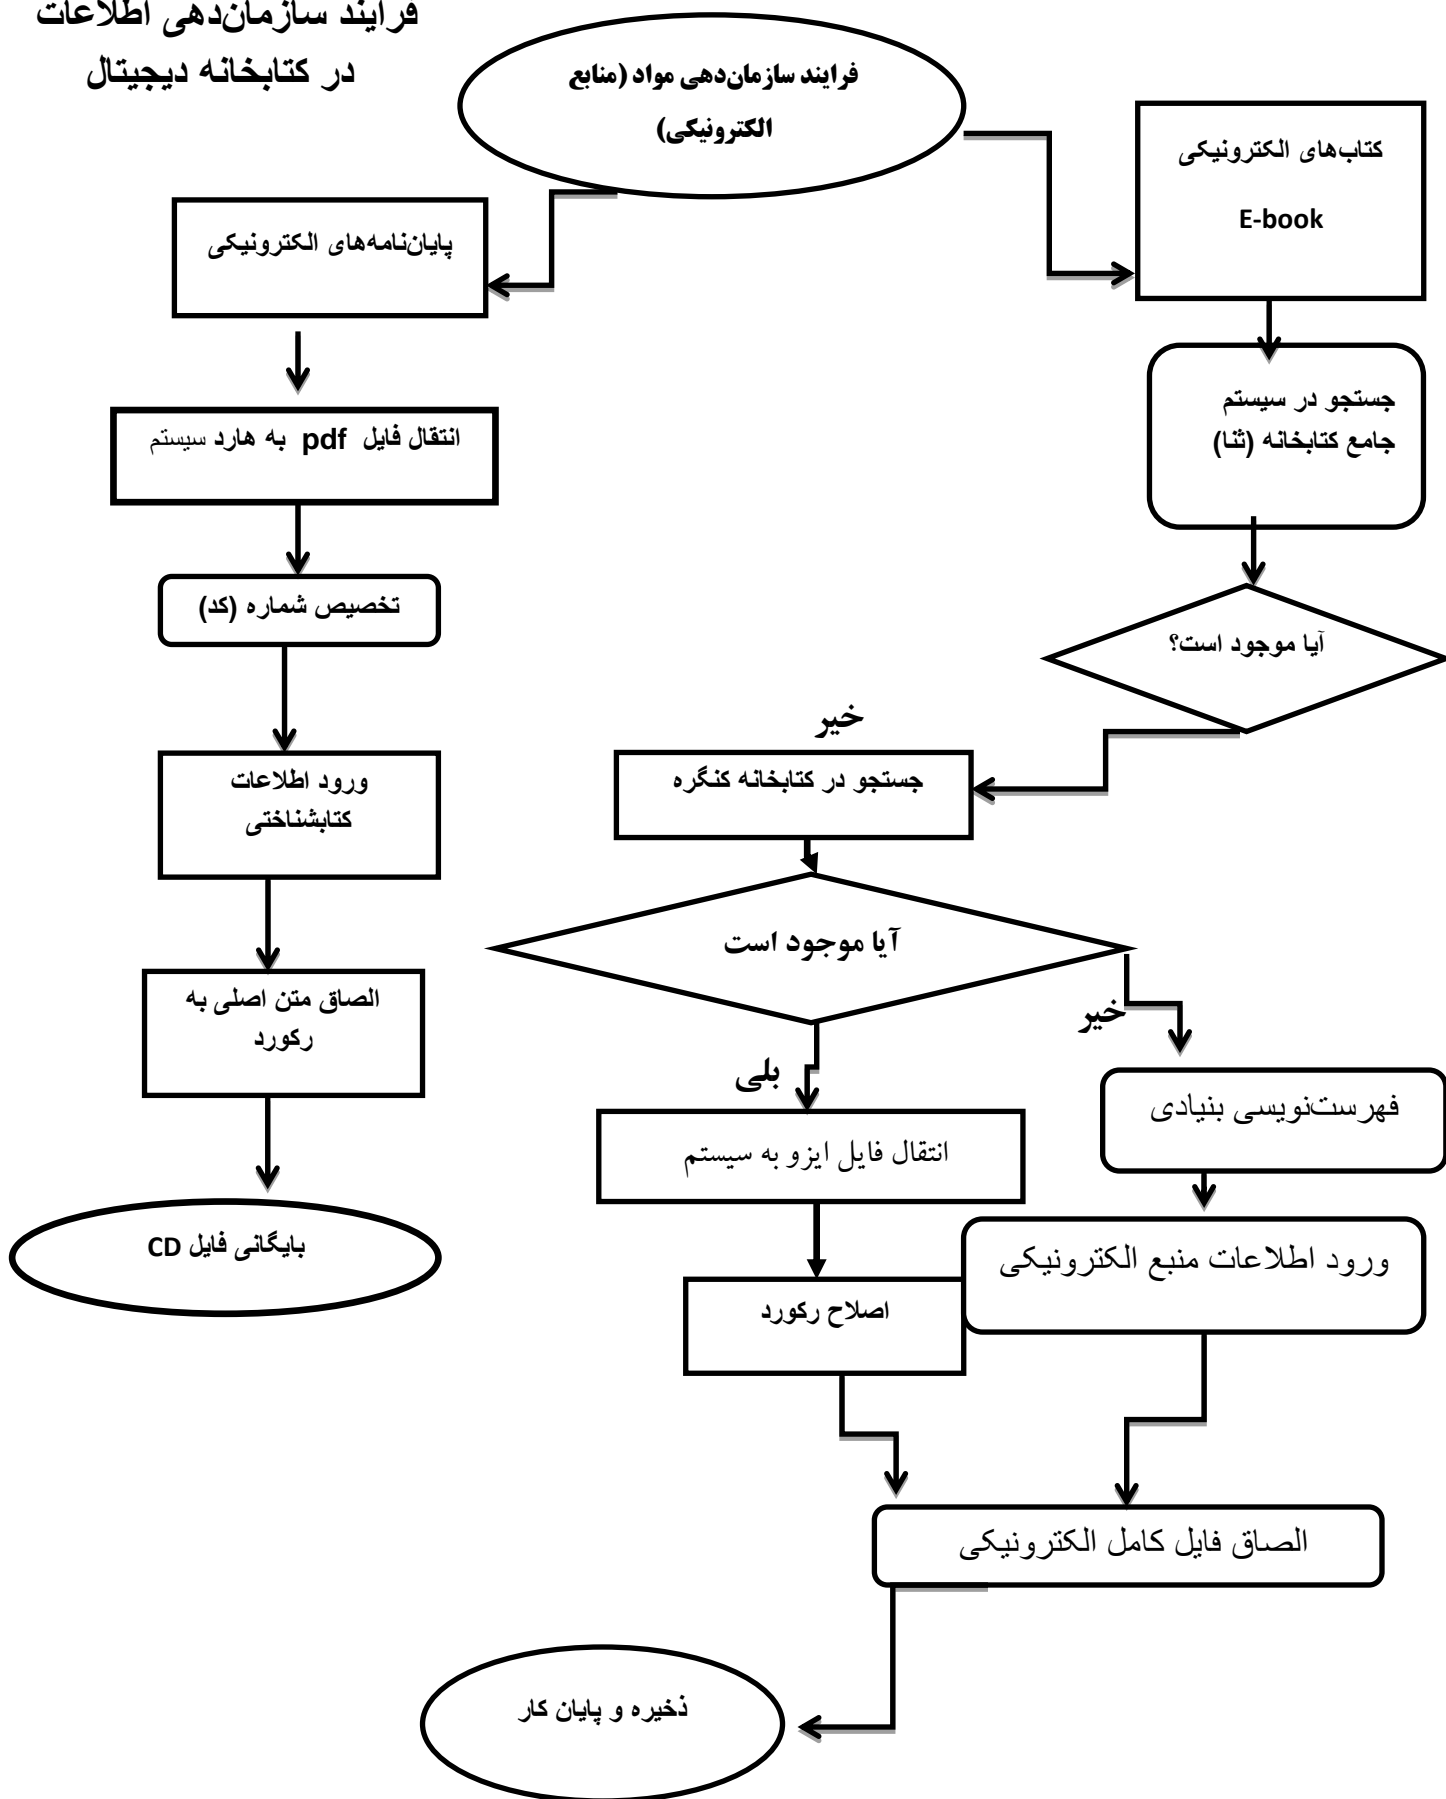 فرایند سازمان‌دهی اطلاعات
در کتابخانه دیجیتال
فرایند سازمان‌دهی مواد (منابع
الکترونیکی)
کتاب‌های الکترونیکی
E-book
پایان‌نامه‌های الکترونیکی
جستجو در سیستم
جامع کتابخانه (ثنا)
انتقال فایل pdf به هارد سیستم
تخصیص شماره (کد)
آیا موجود است؟
خیر
جستجو در کتابخانه کنگره
ورود اطلاعات
کتابشناختی
آیا موجود است
الصاق متن اصلی به
رکورد
خیر
بلی
فهرست‌نویسی بنیادی
انتقال فایل ایزو به سیستم
بایگانی فایل CD
ورود اطلاعات منبع الکترونیکی
اصلاح رکورد
الصاق فایل کامل الکترونیکی
ذخیره و پایان کار